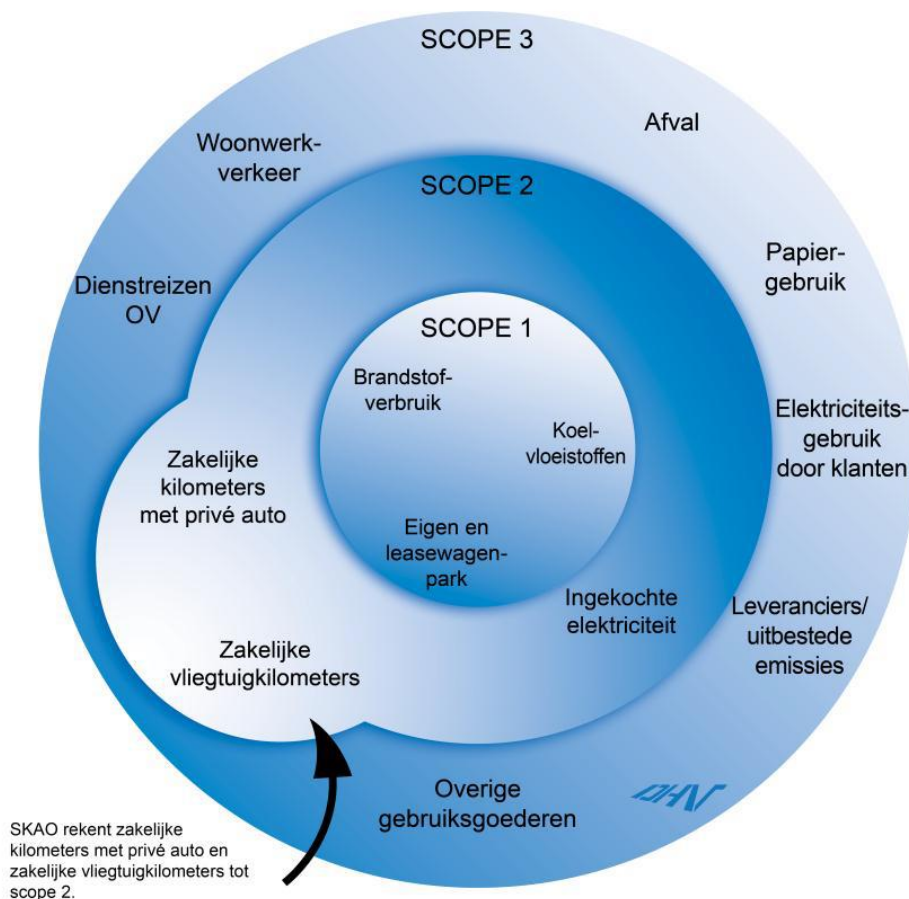 SCOPE 3
Afval
Woonwerk-
verkeer
SCOPE 2
Papier-
gebruik
Dienstreizen
OV
SCOPE 1
Brandstof-
verbruik
Koel-
vloeistoffen
Elektriciteits-
gebruik
door klanten
Zakelijke
kilometers
met privé auto
Eigen en
leasewagen-
park
Ingekochte
elektriciteit
Leveranciers/
uitbestede
emissies
Zakelijke
vliegtuigkilometers
Overige
gebruiksgoederen
DHV
SKAO rekent zakelijke
kilometers met privé auto en
zakelijke vliegtuigkilometers tot
scope 2.